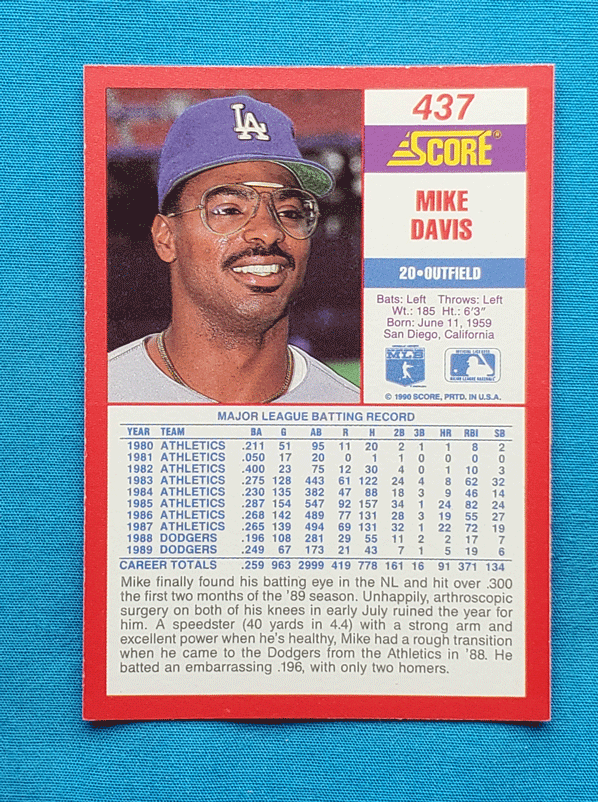 LA
437
SCORE®
MIKE
DAVIS
20•OUTFIELD
Bats: Left Throws: Left
Wt.: 185 Ht.: 6'3"
Born: June 11, 1959
San Diego, California
MLB
MAJOR LEAGUE BASEBALL
© 1990 SCORE, PRTD. IN U.S.A.
MAJOR LEAGUE BATTING RECORD
YEAR TEAM BA G AB R H 2B 3B HR RBI SB
1980 ATHLETICS .211 51 95 11 20 2 1 1 8 2
1981 ATHLETICS .050 17 20 0 1 1 0 0 0 0
1982 ATHLETICS .400 23 75 12 30 4 0 1 10 3
1983 ATHLETICS .275 128 443 61 122 24 4 8 62 32
1984 ATHLETICS .230 135 382 47 88 18 3 9 46 14
1985 ATHLETICS .287 154 547 92 157 34 1 24 82 24
1986 ATHLETICS .268 142 489 77 131 28 3 19 55 27
1987 ATHLETICS .265 139 494 69 131 32 1 22 72 19
1988 DODGERS .196 108 281 29 55 11 2 2 17 7
1989 DODGERS .249 67 173 21 43 7 1 5 19 6
CAREER TOTALS .259 963 2999 419 778 161 16 91 371 134
Mike finally found his batting eye in the NL and hit over .300
the first two months of the '89 season. Unhappily, arthroscopic
surgery on both of his knees in early July ruined the year for
him. A speedster (40 yards in 4.4) with a strong arm and
excellent power when he's healthy, Mike had a rough transition
when he came to the Dodgers from the Athletics in '88. He
batted an embarrassing .196, with only two homers.